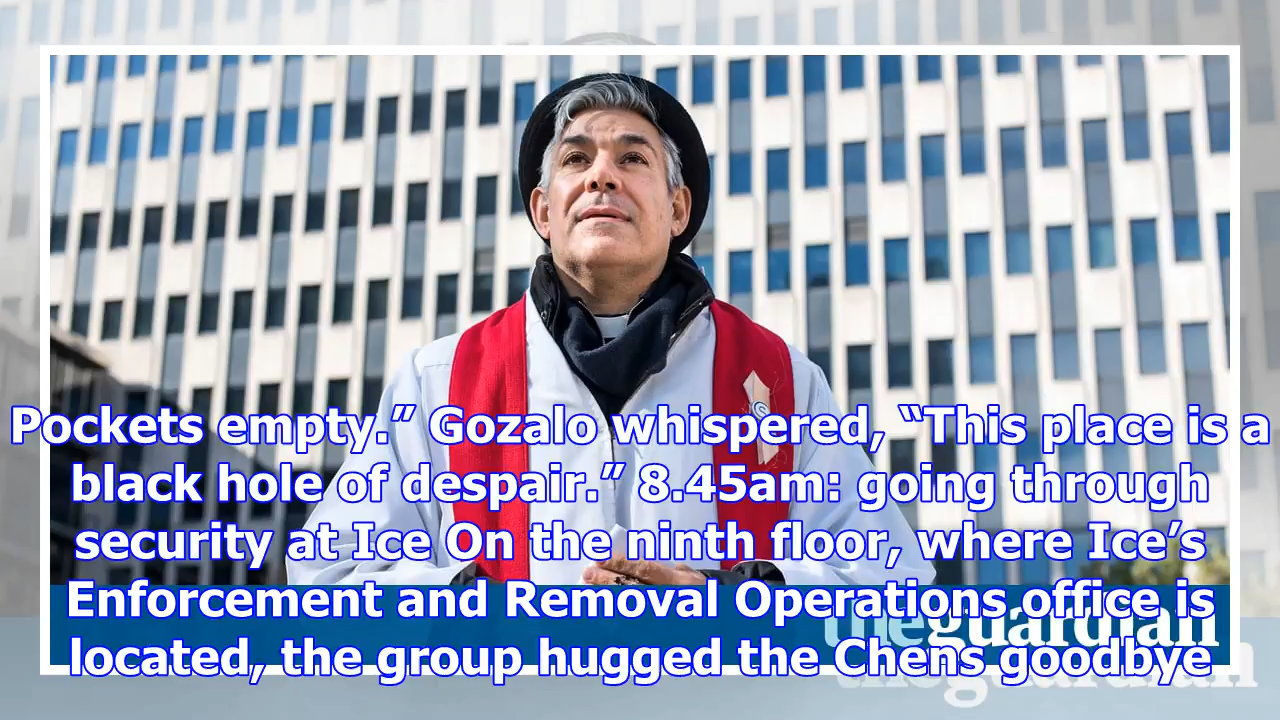 Pockets empty.” Gozalo whispered, “This place is a
black hole of despair.” 8.45am: going through
security at Ice On the ninth floor, where Ice’s
Enforcement and Removal Operations office is
located, the group hugged the Chens goodbye
theguardian
theguardian